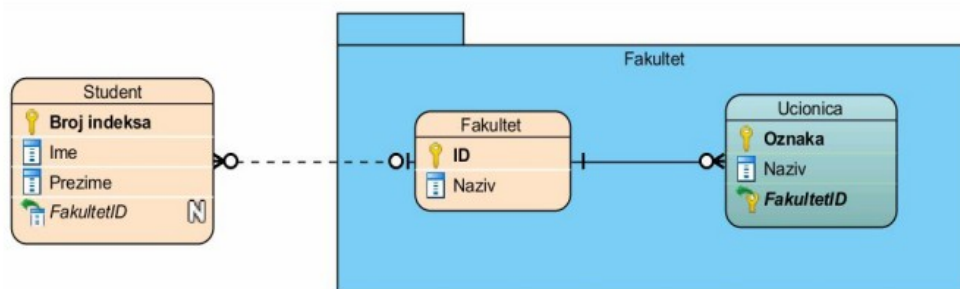 Fakultet
Student
Broj indeksa
Ime
Prezime
FakultetID
N
Fakultet
ID
Naziv
Ucionica
Oznaka
Naziv
FakultetID